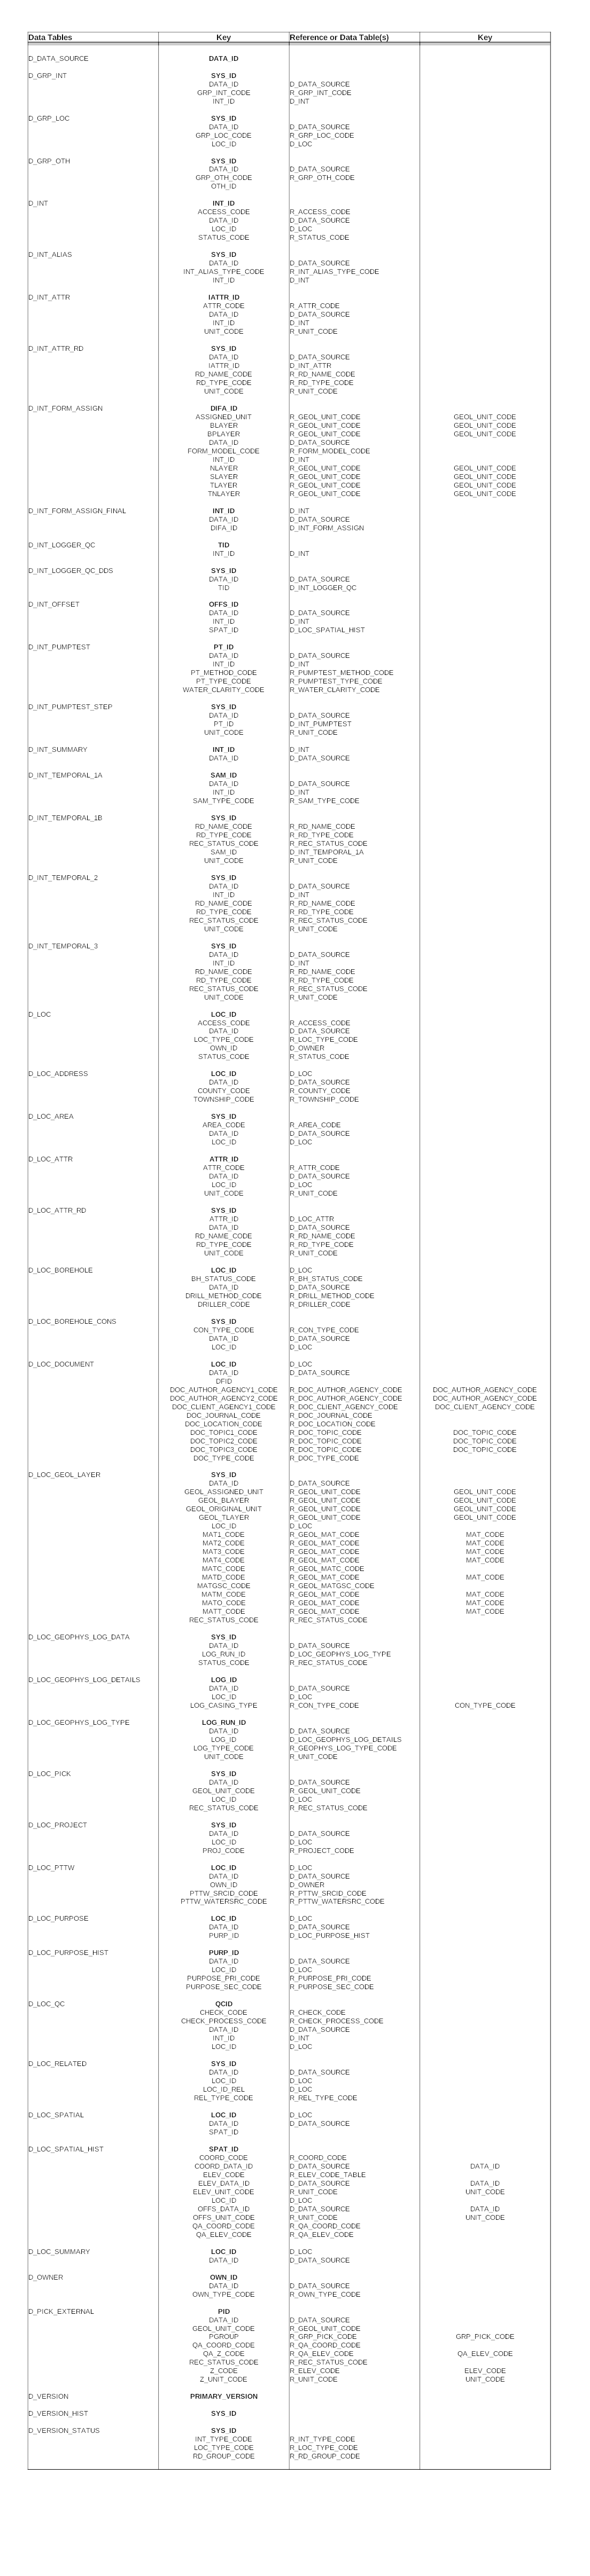 Data Tables Key Reference or Data Table(s) Key
D_DATA_SOURCE DATA_ID
D_GRP_INT SYS_ID
DATA_ID D_DATA_SOURCE
GRP_INT_CODE R_GRP_INT_CODE
INT_ID D_INT
D_GRP_LOC SYS_ID
DATA_ID D_DATA_SOURCE
GRP_LOC_CODE R_GRP_LOC_CODE
LOC_ID D_LOC
D_GRP_OTH SYS_ID
DATA_ID D_DATA_SOURCE
GRP_OTH_CODE R_GRP_OTH_CODE
OTH_ID
D_INT INT_ID
ACCESS_CODE R_ACCESS_CODE
DATA_ID D_DATA_SOURCE
LOC_ID D_LOC
STATUS_CODE R_STATUS_CODE
D_INT_ALIAS SYS_ID
DATA_ID D_DATA_SOURCE
INT_ALIAS_TYPE_CODE R_INT_ALIAS_TYPE_CODE
INT_ID D_INT
D_INT_ATTR IATTR_ID
ATTR_CODE R_ATTR_CODE
DATA_ID D_DATA_SOURCE
INT_ID D_INT
UNIT_CODE R_UNIT_CODE
D_INT_ATTR_RD SYS_ID
DATA_ID D_DATA_SOURCE
IATTR_ID D_INT_ATTR
RD_NAME_CODE R_RD_NAME_CODE
RD_TYPE_CODE R_RD_TYPE_CODE
UNIT_CODE R_UNIT_CODE
D_INT_FORM_ASSIGN DIFA_ID
ASSIGNED_UNIT R_GEOL_UNIT_CODE GEOL_UNIT_CODE
BLAYER R_GEOL_UNIT_CODE GEOL_UNIT_CODE
BPLAYER R_GEOL_UNIT_CODE GEOL_UNIT_CODE
DATA_ID D_DATA_SOURCE
FORM_MODEL_CODE R_FORM_MODEL_CODE
INT_ID D_INT
NLAYER R_GEOL_UNIT_CODE GEOL_UNIT_CODE
SLAYER R_GEOL_UNIT_CODE GEOL_UNIT_CODE
TLAYER R_GEOL_UNIT_CODE GEOL_UNIT_CODE
TNLAYER R_GEOL_UNIT_CODE GEOL_UNIT_CODE
D_INT_FORM_ASSIGN_FINAL INT_ID D_INT
DATA_ID D_DATA_SOURCE
DIFA_ID D_INT_FORM_ASSIGN
D_INT_LOGGER_QC TID
INT_ID D_INT
D_INT_LOGGER_QC_DDS SYS_ID
DATA_ID D_DATA_SOURCE
TID D_INT_LOGGER_QC
D_INT_OFFSET OFFS_ID
DATA_ID D_DATA_SOURCE
INT_ID D_INT
SPAT_ID D_LOC_SPATIAL_HIST
D_INT_PUMPTEST PT_ID
DATA_ID D_DATA_SOURCE
INT_ID D_INT
PT_METHOD_CODE R_PUMPTEST_METHOD_CODE
PT_TYPE_CODE R_PUMPTEST_TYPE_CODE
WATER_CLARITY_CODE R_WATER_CLARITY_CODE
D_INT_PUMPTEST_STEP SYS_ID
DATA_ID D_DATA_SOURCE
PT_ID D_INT_PUMPTEST
UNIT_CODE R_UNIT_CODE
D_INT_SUMMARY INT_ID D_INT
DATA_ID D_DATA_SOURCE
D_INT_TEMPORAL_1A SAM_ID
DATA_ID D_DATA_SOURCE
INT_ID D_INT
SAM_TYPE_CODE R_SAM_TYPE_CODE
D_INT_TEMPORAL_1B SYS_ID
RD_NAME_CODE R_RD_NAME_CODE
RD_TYPE_CODE R_RD_TYPE_CODE
REC_STATUS_CODE R_REC_STATUS_CODE
SAM_ID D_INT_TEMPORAL_1A
UNIT_CODE R_UNIT_CODE
D_INT_TEMPORAL_2 SYS_ID
DATA_ID D_DATA_SOURCE
INT_ID D_INT
RD_NAME_CODE R_RD_NAME_CODE
RD_TYPE_CODE R_RD_TYPE_CODE
REC_STATUS_CODE R_REC_STATUS_CODE
UNIT_CODE R_UNIT_CODE
D_INT_TEMPORAL_3 SYS_ID
DATA_ID D_DATA_SOURCE
INT_ID D_INT
RD_NAME_CODE R_RD_NAME_CODE
RD_TYPE_CODE R_RD_TYPE_CODE
REC_STATUS_CODE R_REC_STATUS_CODE
UNIT_CODE R_UNIT_CODE
D_LOC LOC_ID
ACCESS_CODE R_ACCESS_CODE
DATA_ID D_DATA_SOURCE
LOC_TYPE_CODE R_LOC_TYPE_CODE
OWN_ID D_OWNER
STATUS_CODE R_STATUS_CODE
D_LOC_ADDRESS LOC_ID D_LOC
DATA_ID D_DATA_SOURCE
COUNTY_CODE R_COUNTY_CODE
TOWNSHIP_CODE R_TOWNSHIP_CODE
D_LOC_AREA SYS_ID
AREA_CODE R_AREA_CODE
DATA_ID D_DATA_SOURCE
LOC_ID D_LOC
D_LOC_ATTR ATTR_ID
ATTR_CODE R_ATTR_CODE
DATA_ID D_DATA_SOURCE
LOC_ID D_LOC
UNIT_CODE R_UNIT_CODE
D_LOC_ATTR_RD SYS_ID
ATTR_ID D_LOC_ATTR
DATA_ID D_DATA_SOURCE
RD_NAME_CODE R_RD_NAME_CODE
RD_TYPE_CODE R_RD_TYPE_CODE
UNIT_CODE R_UNIT_CODE
D_LOC_BOREHOLE LOC_ID D_LOC
BH_STATUS_CODE R_BH_STATUS_CODE
DATA_ID D_DATA_SOURCE
DRILL_METHOD_CODE R_DRILL_METHOD_CODE
DRILLER_CODE R_DRILLER_CODE
D_LOC_BOREHOLE_CONS SYS_ID
CON_TYPE_CODE R_CON_TYPE_CODE
DATA_ID D_DATA_SOURCE
LOC_ID D_LOC
D_LOC_DOCUMENT LOC_ID D_LOC
DATA_ID D_DATA_SOURCE
DFID
DOC_AUTHOR_AGENCY1_CODE R_DOC_AUTHOR_AGENCY_CODE DOC_AUTHOR_AGENCY_CODE
DOC_AUTHOR_AGENCY2_CODE R_DOC_AUTHOR_AGENCY_CODE DOC_AUTHOR_AGENCY_CODE
DOC_CLIENT_AGENCY1_CODE R_DOC_CLIENT_AGENCY_CODE DOC_CLIENT_AGENCY_CODE
DOC_JOURNAL_CODE R_DOC_JOURNAL_CODE
DOC_LOCATION_CODE R_DOC_LOCATION_CODE
DOC_TOPIC1_CODE R_DOC_TOPIC_CODE DOC_TOPIC_CODE
DOC_TOPIC2_CODE R_DOC_TOPIC_CODE DOC_TOPIC_CODE
DOC_TOPIC3_CODE R_DOC_TOPIC_CODE DOC_TOPIC_CODE
DOC_TYPE_CODE R_DOC_TYPE_CODE
D_LOC_GEOL_LAYER SYS_ID
DATA_ID D_DATA_SOURCE
GEOL_ASSIGNED_UNIT R_GEOL_UNIT_CODE GEOL_UNIT_CODE
GEOL_BLAYER R_GEOL_UNIT_CODE GEOL_UNIT_CODE
GEOL_ORIGINAL_UNIT R_GEOL_UNIT_CODE GEOL_UNIT_CODE
GEOL_TLAYER R_GEOL_UNIT_CODE GEOL_UNIT_CODE
LOC_ID D_LOC
MAT1_CODE R_GEOL_MAT_CODE MAT_CODE
MAT2_CODE R_GEOL_MAT_CODE MAT_CODE
MAT3_CODE R_GEOL_MAT_CODE MAT_CODE
MAT4_CODE R_GEOL_MAT_CODE MAT_CODE
MATC_CODE R_GEOL_MATC_CODE
MATD_CODE R_GEOL_MAT_CODE MAT_CODE
MATGSC_CODE R_GEOL_MATGSC_CODE
MATM_CODE R_GEOL_MAT_CODE MAT_CODE
MATO_CODE R_GEOL_MAT_CODE MAT_CODE
MATT_CODE R_GEOL_MAT_CODE MAT_CODE
REC_STATUS_CODE R_REC_STATUS_CODE
D_LOC_GEOPHYS_LOG_DATA SYS_ID
DATA_ID D_DATA_SOURCE
LOG_RUN_ID D_LOC_GEOPHYS_LOG_TYPE
STATUS_CODE R_REC_STATUS_CODE
D_LOC_GEOPHYS_LOG_DETAILS LOG_ID
DATA_ID D_DATA_SOURCE
LOC_ID D_LOC
LOG_CASING_TYPE R_CON_TYPE_CODE CON_TYPE_CODE
D_LOC_GEOPHYS_LOG_TYPE LOG_RUN_ID
DATA_ID D_DATA_SOURCE
LOG_ID D_LOC_GEOPHYS_LOG_DETAILS
LOG_TYPE_CODE R_GEOPHYS_LOG_TYPE_CODE
UNIT_CODE R_UNIT_CODE
D_LOC_PICK SYS_ID
DATA_ID D_DATA_SOURCE
GEOL_UNIT_CODE R_GEOL_UNIT_CODE
LOC_ID D_LOC
REC_STATUS_CODE R_REC_STATUS_CODE
D_LOC_PROJECT SYS_ID
DATA_ID D_DATA_SOURCE
LOC_ID D_LOC
PROJ_CODE R_PROJECT_CODE
D_LOC_PTTW LOC_ID D_LOC
DATA_ID D_DATA_SOURCE
OWN_ID D_OWNER
PTTW_SRCID_CODE R_PTTW_SRCID_CODE
PTTW_WATERSRC_CODE R_PTTW_WATERSRC_CODE
D_LOC_PURPOSE LOC_ID D_LOC
DATA_ID D_DATA_SOURCE
PURP_ID D_LOC_PURPOSE_HIST
D_LOC_PURPOSE_HIST PURP_ID
DATA_ID D_DATA_SOURCE
LOC_ID D_LOC
PURPOSE_PRI_CODE R_PURPOSE_PRI_CODE
PURPOSE_SEC_CODE R_PURPOSE_SEC_CODE
D_LOC_QC QCID
CHECK_CODE R_CHECK_CODE
CHECK_PROCESS_CODE R_CHECK_PROCESS_CODE
DATA_ID D_DATA_SOURCE
INT_ID D_INT
LOC_ID D_LOC
D_LOC_RELATED SYS_ID
DATA_ID D_DATA_SOURCE
LOC_ID D_LOC
LOC_ID_REL D_LOC
REL_TYPE_CODE R_REL_TYPE_CODE
D_LOC_SPATIAL LOC_ID D_LOC
DATA_ID D_DATA_SOURCE
SPAT_ID
D_LOC_SPATIAL_HIST SPAT_ID
COORD_CODE R_COORD_CODE
COORD_DATA_ID D_DATA_SOURCE DATA_ID
ELEV_CODE R_ELEV_CODE_TABLE
ELEV_DATA_ID D_DATA_SOURCE DATA_ID
ELEV_UNIT_CODE R_UNIT_CODE UNIT_CODE
LOC_ID D_LOC
OFFS_DATA_ID D_DATA_SOURCE DATA_ID
OFFS_UNIT_CODE R_UNIT_CODE UNIT_CODE
QA_COORD_CODE R_QA_COORD_CODE
QA_ELEV_CODE R_QA_ELEV_CODE
D_LOC_SUMMARY LOC_ID D_LOC
DATA_ID D_DATA_SOURCE
D_OWNER OWN_ID
DATA_ID D_DATA_SOURCE
OWN_TYPE_CODE R_OWN_TYPE_CODE
D_PICK_EXTERNAL PID
DATA_ID D_DATA_SOURCE
GEOL_UNIT_CODE R_GEOL_UNIT_CODE
PGROUP R_GRP_PICK_CODE GRP_PICK_CODE
QA_COORD_CODE R_QA_COORD_CODE
QA_Z_CODE R_QA_ELEV_CODE QA_ELEV_CODE
REC_STATUS_CODE R_REC_STATUS_CODE
Z_CODE R_ELEV_CODE ELEV_CODE
Z_UNIT_CODE R_UNIT_CODE UNIT_CODE
D_VERSION PRIMARY_VERSION
D_VERSION_HIST SYS_ID
D_VERSION_STATUS SYS_ID
INT_TYPE_CODE R_INT_TYPE_CODE
LOC_TYPE_CODE R_LOC_TYPE_CODE
RD_GROUP_CODE R_RD_GROUP_CODE